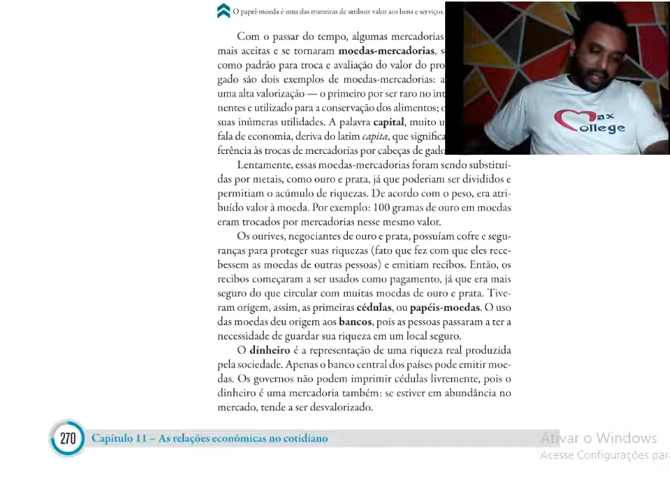 O papel-moeda é uma das maneiras de atribuir valor aos bens e serviços.
Com o passar do tempo, algumas mercadorias
mais aceitas e se tornaram moedas-mercadorias, s
como padrão para troca e avaliação do valor do pro
gado são dois exemplos de moedas-mercadorias: a
uma alta valorização — o primeiro por ser raro no int
nentes e utilizado para a conservação dos alimentos; o
suas inúmeras utilidades. A palavra capital, muito u
fala de economia, deriva do latim capita, que significa
ferência às trocas de mercadorias por cabeças de gado
Lentamente, essas moedas-mercadorias foram sendo substituí-
das por metais, como ouro e prata, já que poderiam ser divididos e
permitiam o acúmulo de riquezas. De acordo com o peso, era atri-
buído valor à moeda. Por exemplo: 100 gramas de ouro em moedas
eram trocados por mercadorias nesse mesmo valor.
Os ourives, negociantes de ouro e prata, possuíam cofre e segu-
ranças para proteger suas riquezas (fato que fez com que eles rece-
bessem as moedas de outras pessoas) e emitiam recibos. Então, os
recibos começaram a ser usados como pagamento, já que era mais
seguro do que circular com muitas moedas de ouro e prata. Tive-
ram origem, assim, as primeiras cédulas, ou papéis-moedas. O uso
das moedas deu origem aos bancos, pois as pessoas passaram a ter a
necessidade de guardar sua riqueza em um local seguro.
O dinheiro é a representação de uma riqueza real produzida
pela sociedade. Apenas o banco central dos países pode emitir moe-
das. Os governos não podem imprimir cédulas livremente, pois o
dinheiro é uma mercadoria também: se estiver em abundância no
mercado, tende a ser desvalorizado.
270 Capítulo 11 – As relações econômicas no cotidiano
Max
College
Ativar o Windows
Acesse Configurações para